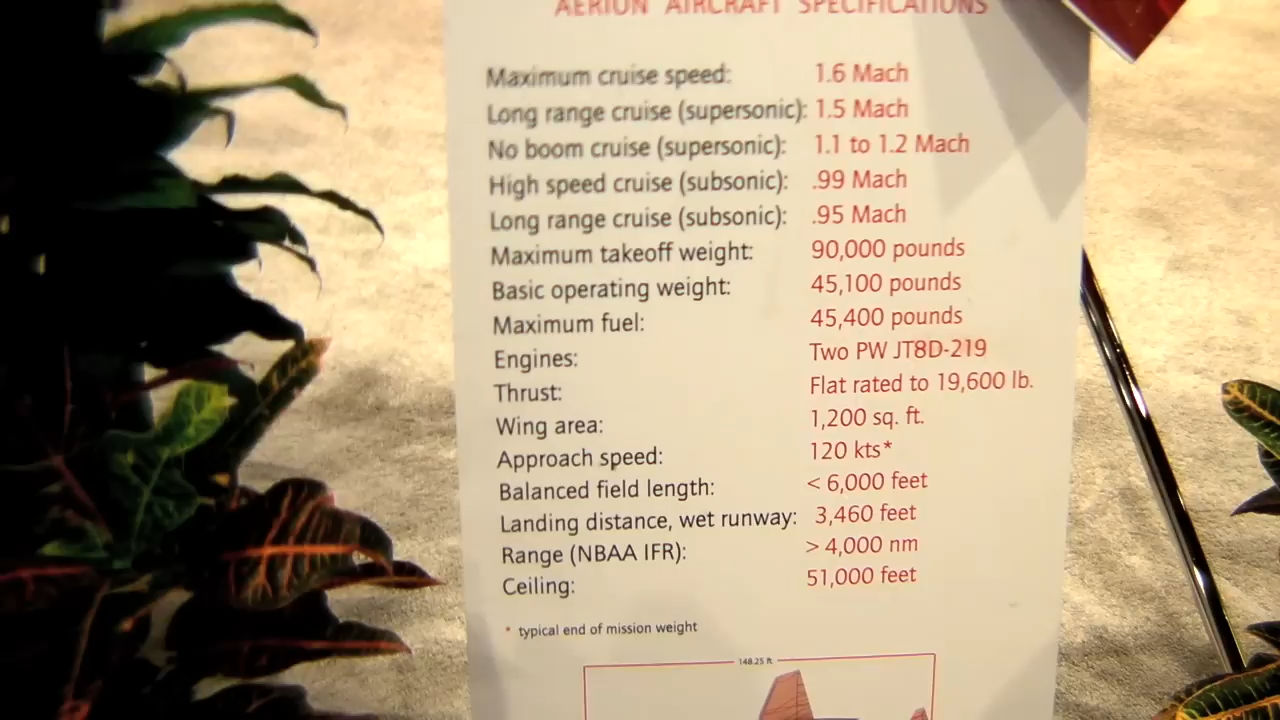 AERION AIRCRAFT SPECIFICATIONS
Maximum cruise speed: 1.6 Mach
Long range cruise (supersonic): 1.5 Mach
No boom cruise (supersonic): 1.1 to 1.2 Mach
High speed cruise (subsonic): .99 Mach
Long range cruise (subsonic): .95 Mach
Maximum takeoff weight: 90,000 pounds
Basic operating weight: 45,100 pounds
Maximum fuel: 45,400 pounds
Engines: Two PW JT8D-219
Thrust: Flat rated to 19,600 lb.
Wing area: 1,200 sq. ft.
Approach speed: 120 kts*
Balanced field length: < 6,000 feet
Landing distance, wet runway: 3,460 feet
Range (NBAA IFR): > 4,000 nm
Ceiling: 51,000 feet
* typical end of mission weight
148.25 ft.